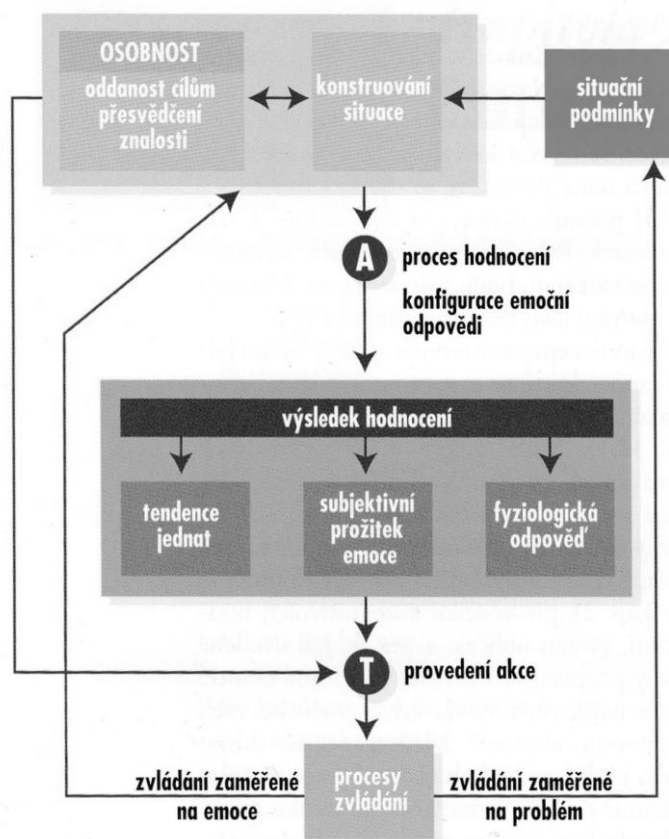 OSOBNOST
oddanost cílům
přesvědčení
znalosti
konstruování
situace
situační
podmínky
A
proces hodnocení
konfigurace emoční
odpovědi
výsledek hodnocení
tendence
jednat
subjektivní
prožitek
emoce
fyziologická
odpověď
T
provedení akce
zvládání zaměřené
na emoce
procesy
zvládání
zvládání zaměřené
na problém